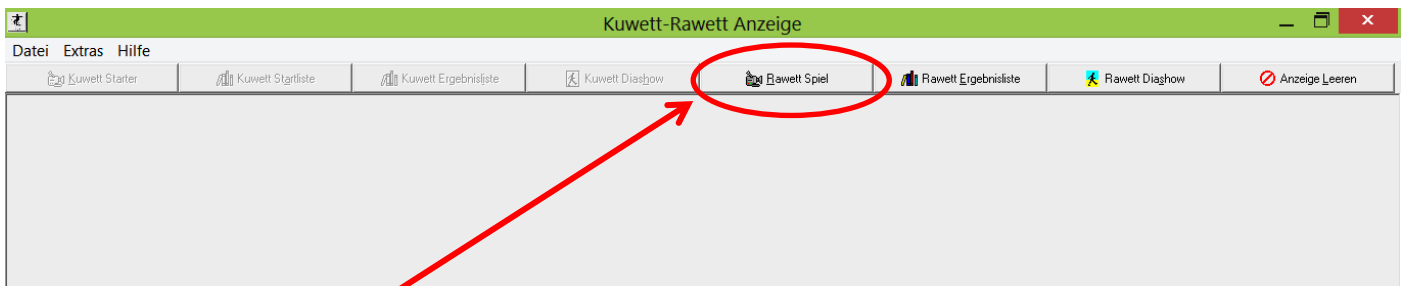 Kuwett-Rawett Anzeige
Datei Extras Hilfe
Kuwett Starter Kuwett Startliste Kuwett Ergebnisliste Kuwett Diashow Rawett Spiel Rawett Ergebnisliste Rawett Diashow Anzeige Leeren